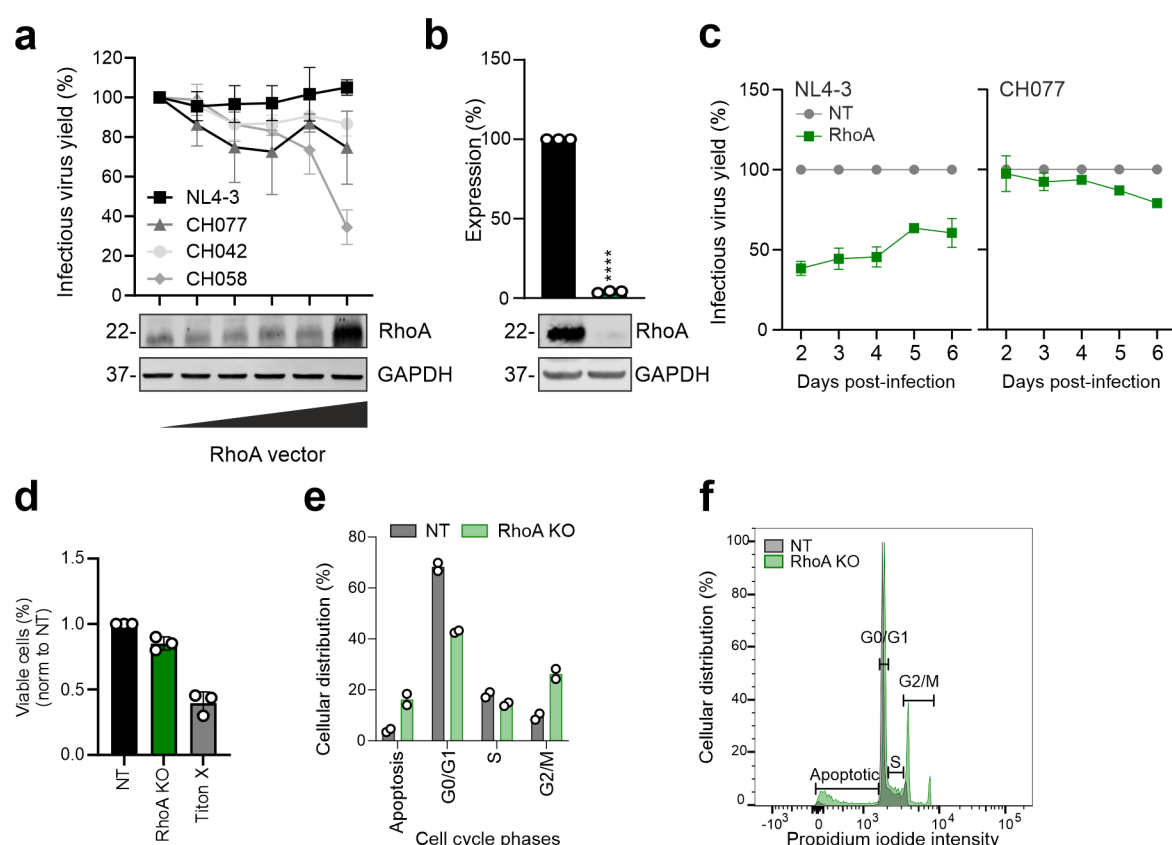 a
Infectious virus yield (%)
120
100
80
60
40
20
0
NL4-3
CH077
CH042
CH058
22-
RhoA
37-
GAPDH
RhoA vector
b
Expression (%)
150
100
50
0
****
22-
RhoA
37-
GAPDH
c
Infectious virus yield (%)
150
100
50
0
NL4-3
NT
RhoA
CH077
2 3 4 5 6
2 3 4 5 6
Days post-infection
Days post-infection
d
Viable cells (%)
(norm to NT)
1.5
1.0
0.5
0.0
NT
RhoA KO
Titon X
e
NT
RhoA KO
Cellular distribution (%)
80
60
40
20
0
Apoptosis
G0/G1
S
G2/M
Cell cycle phases
f
Cellular distribution (%)
100
80
60
40
20
0
NT
RhoA KO
G0/G1
G2/M
S
Apoptotic
-10³ 0 10³ 10⁴ 10⁵
Propidium iodide intensity